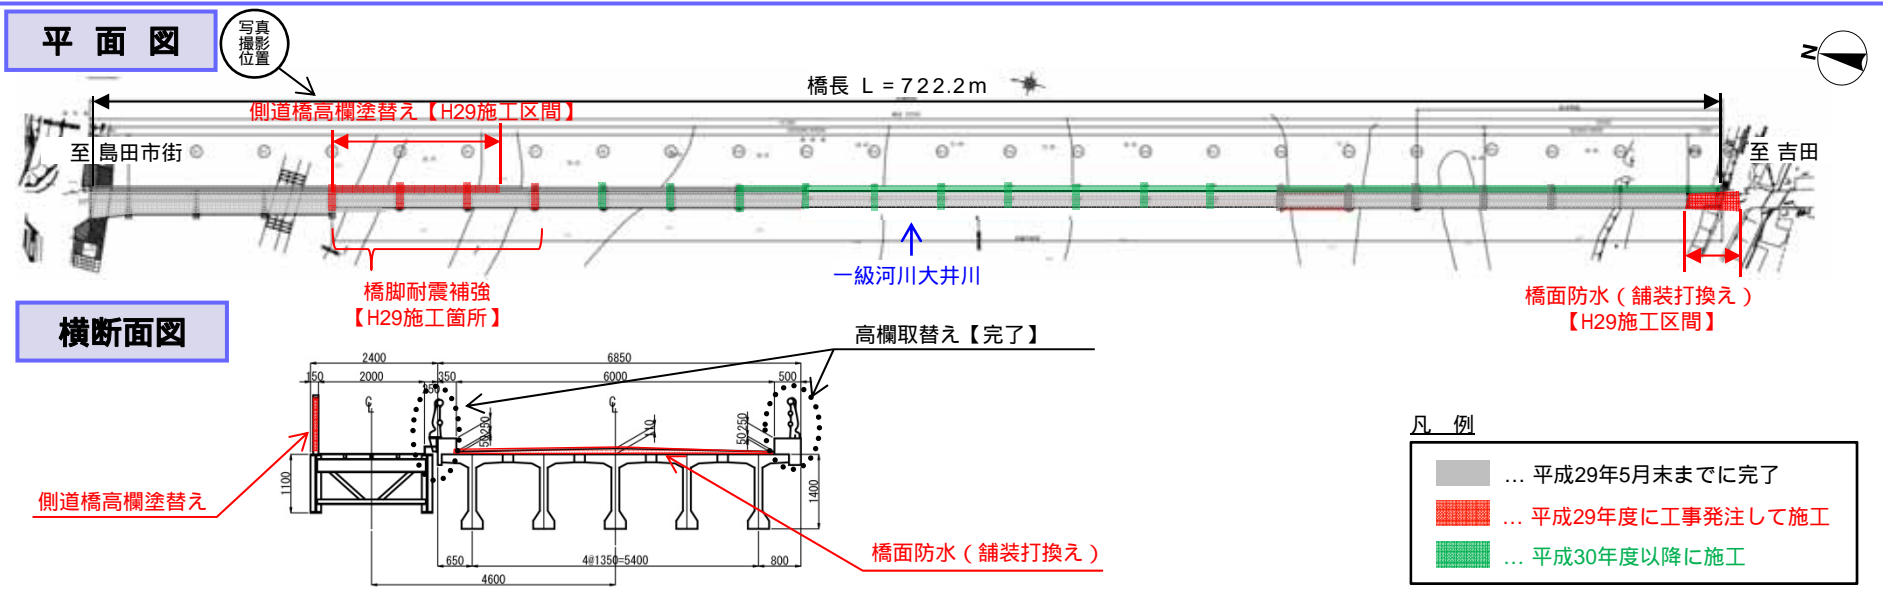 平 面 図
写真
撮影
位置
N
橋長 L = 722.2m
側道橋高欄塗替え【H29施工区間】
至 島田市街
至 吉田
一級河川大井川
橋脚耐震補強
【H29施工箇所】
橋面防水（舗装打換え）
【H29施工区間】
横断面図
高欄取替え【完了】
2400
6850
150
2000
250
350
6000
500
50
250
110
50
250
1100
1400
側道橋高欄塗替え
橋面防水（舗装打換え）
650
4@1350=5400
800
4600
凡 例
… 平成29年5月末までに完了
… 平成29年度に工事発注して施工
… 平成30年度以降に施工